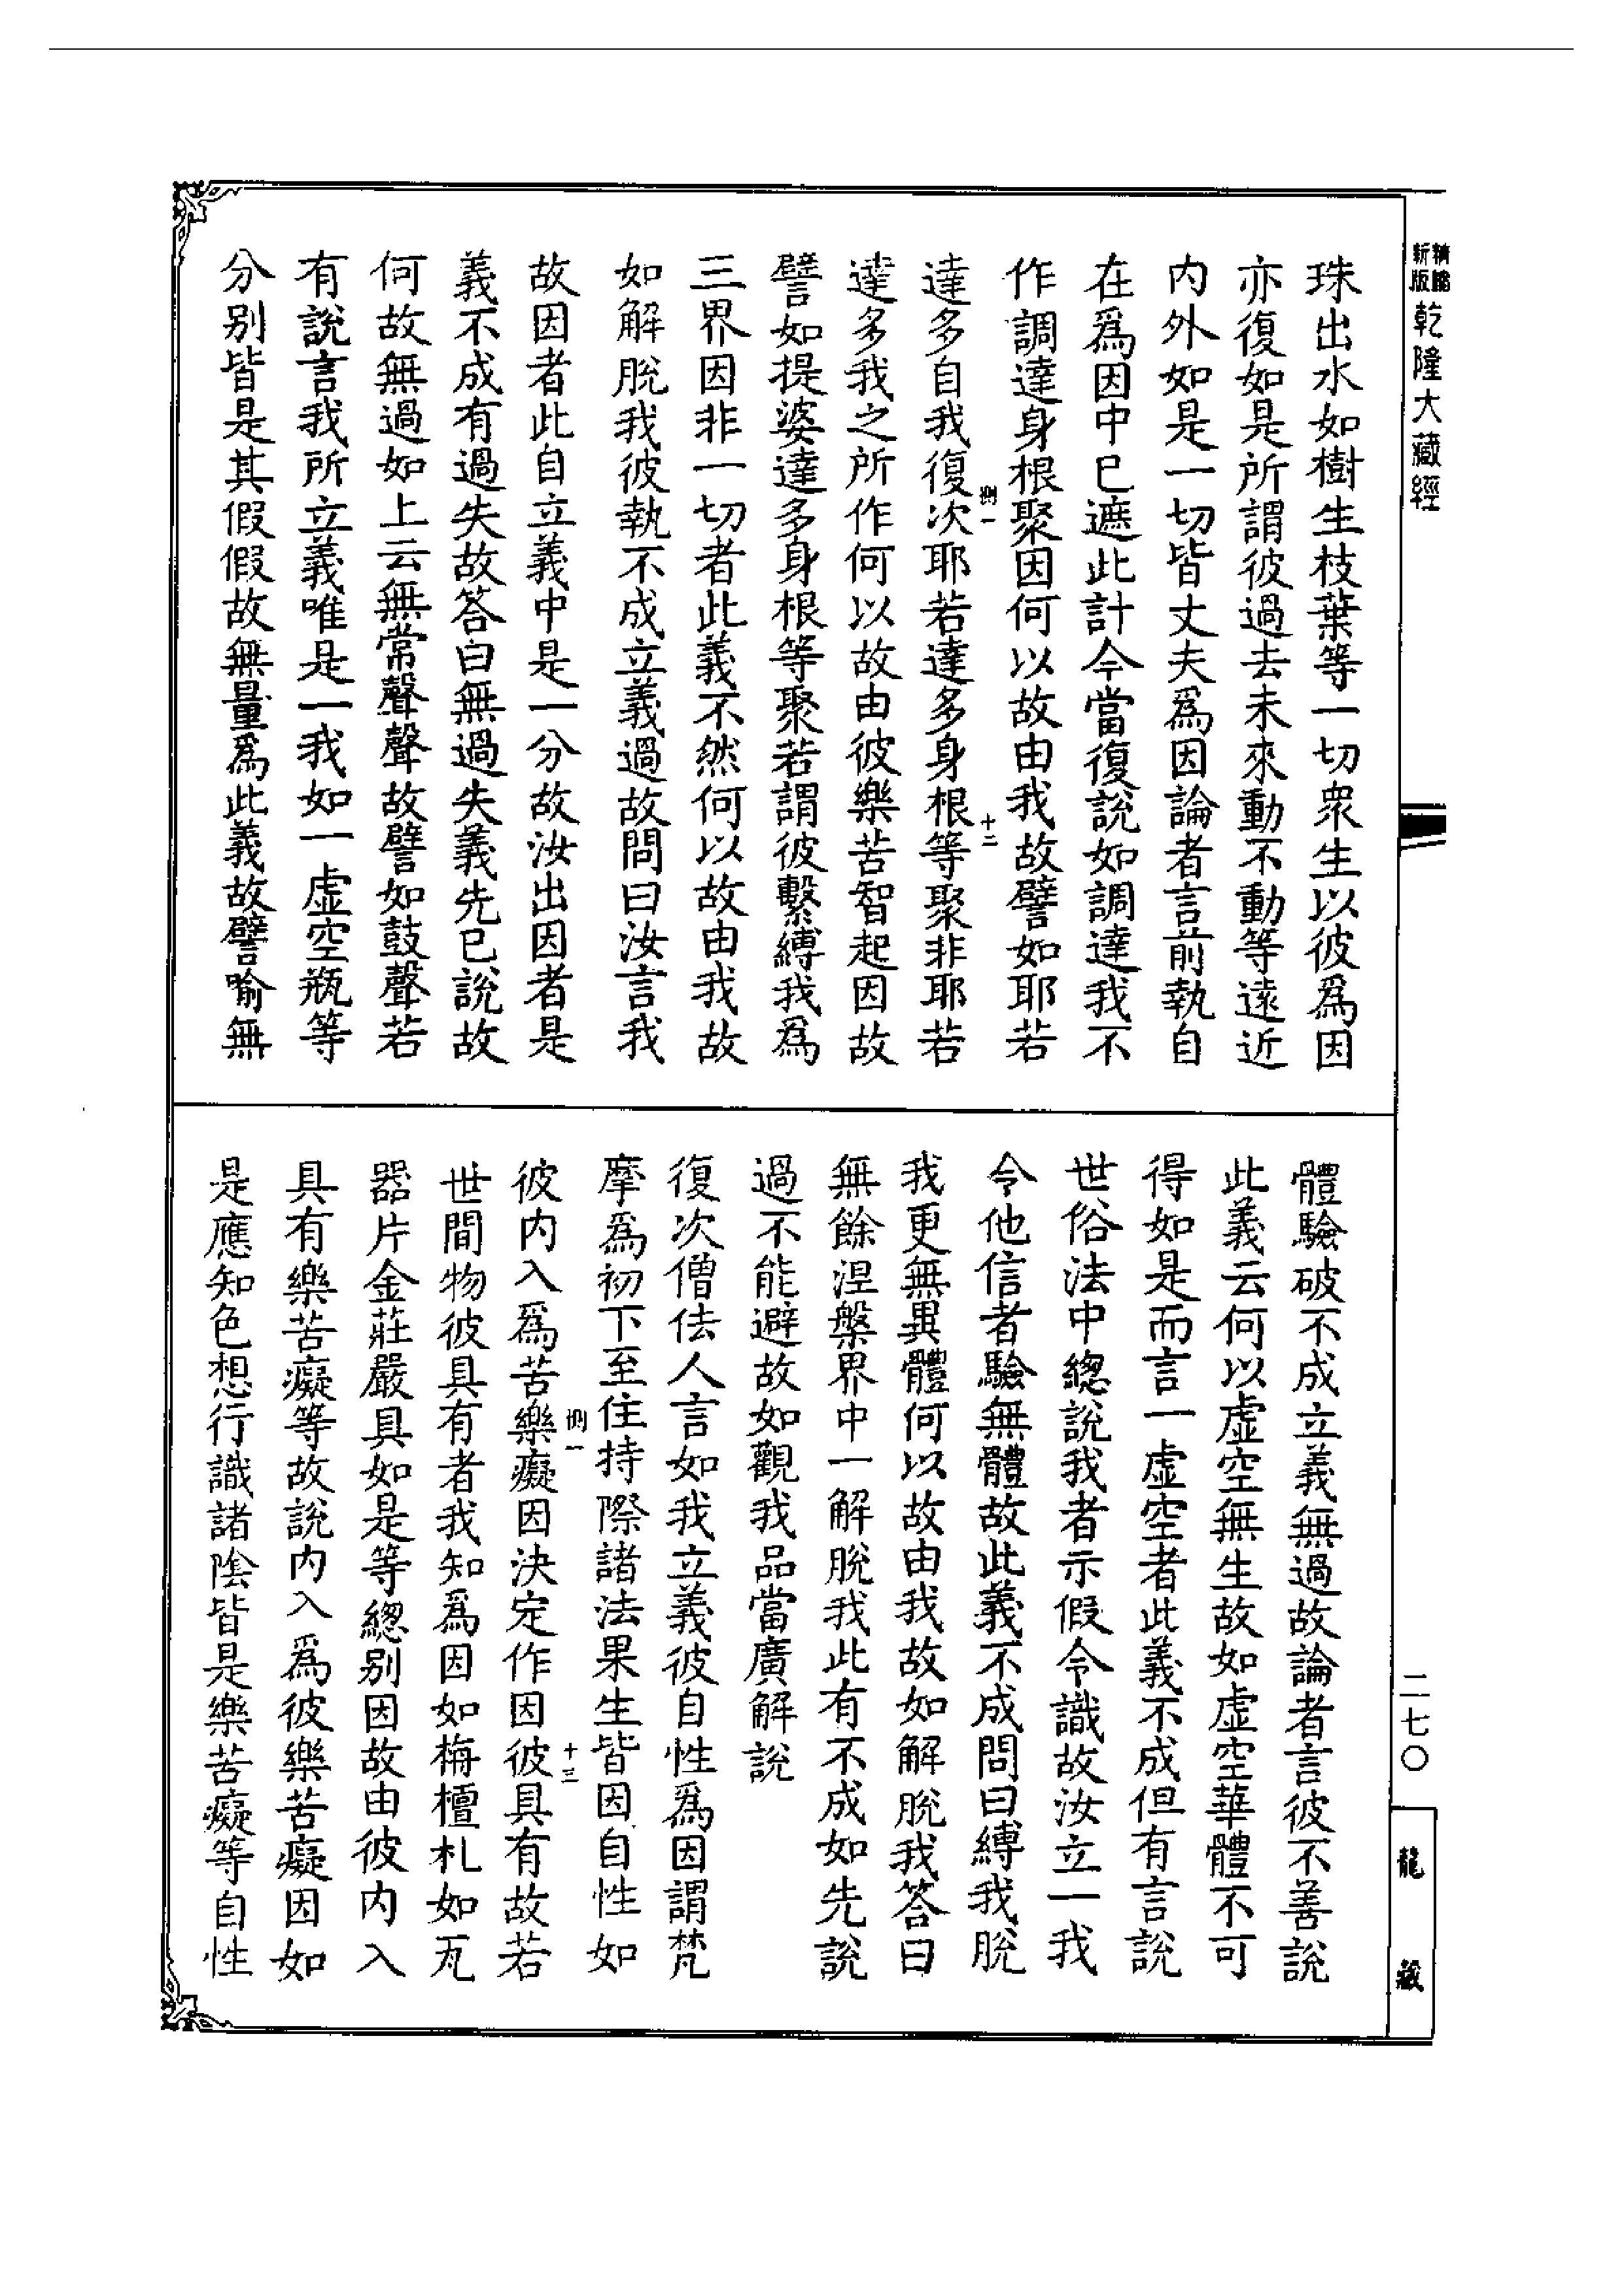 精縮
新版
乾隆大藏經
珠出水如樹生枝葉等一切衆生以彼爲因
亦復如是所謂彼過去未來動不動等遠近
内外如是一切皆丈夫爲因論者言前執自
在爲因中已遮此計今當復說如調達我不
作調達身根聚因何以故由我故譬如耶若
達多自我復次耶若達多身根等聚非耶若
達多我之所作何以故由彼樂苦智起因故
譬如提婆達多身根等聚若謂彼繫縛我爲
三界因非一切者此義不然何以故由我故
如解脫我彼執不成立義過故問曰汝言我
故因者此自立義中是一分故汝出因者是
義不成有過失故答曰無過失義先已說故
何故無過如上云無常聲聲故譬如鼓聲若
有說言我所立義唯是一我如一虛空瓶等
分别皆是其假假故無量爲此義故譬喻無
測一
十二
體驗破不成立義無過故論者言彼不善說
此義云何以虛空無生故如虛空華體不可
得如是而言一虛空者此義不成但有言說
世俗法中總說我者示假令識故汝立一我
令他信者驗無體故此義不成問曰縛我脫
我更無異體何以故由我故如解脫我答曰
無餘涅槃界中一解脫我此有不成如先說
過不能避故如觀我品當廣解說
復次僧佉人言如我立義彼自性爲因謂梵
摩爲初下至住持際諸法果生皆因自性如
彼内入爲苦樂癡因決定作因彼具有故若
世間物彼具有者我知爲因如栴檀札如瓦
器片金莊嚴具如是等總别因故由彼内入
具有樂苦癡等故說内入爲彼樂苦癡因如
是應知色想行識諸陰皆是樂苦癡等自性
測一
十三
二七〇
龍藏